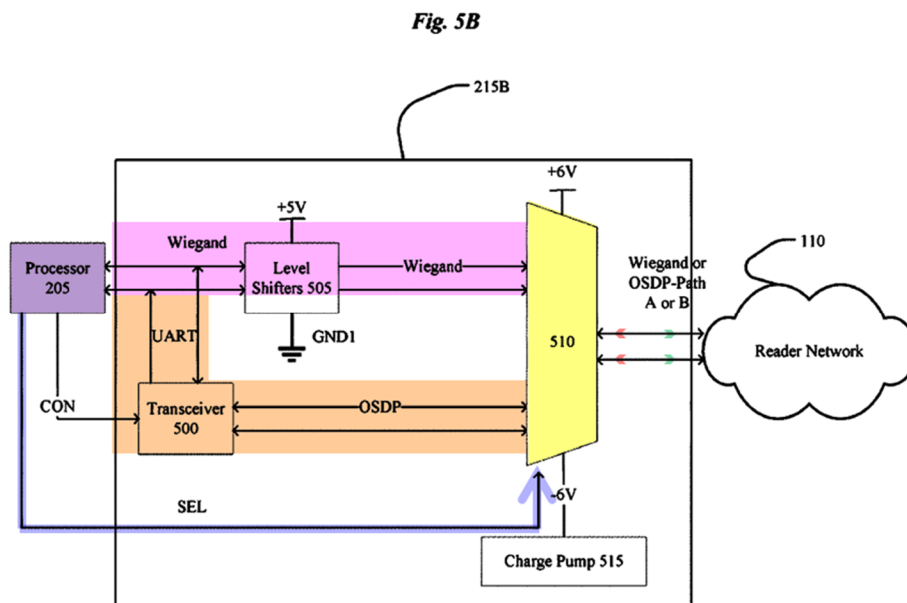 Fig. 5B
215B
+6V
+5V
110
Wiegand
Processor
205
Level
Shifters 505
Wiegand
Wiegand or
OSDP-Path
A or B
UART
GND1
510
Reader Network
CON
Transceiver
500
OSDP
SEL
-6V
Charge Pump 515